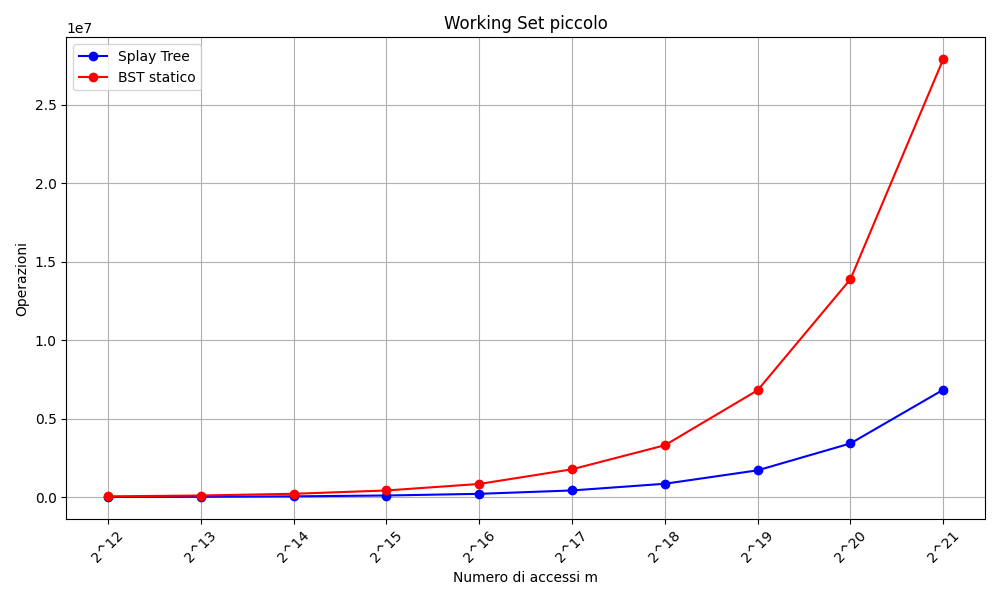 Working Set piccolo
1e7
Splay Tree
BST statico
2.5
2.0
1.5
1.0
0.5
0.0
Operazioni
2^12
2^13
2^14
2^15
2^16
2^17
2^18
2^19
2^20
2^21
Numero di accessi m